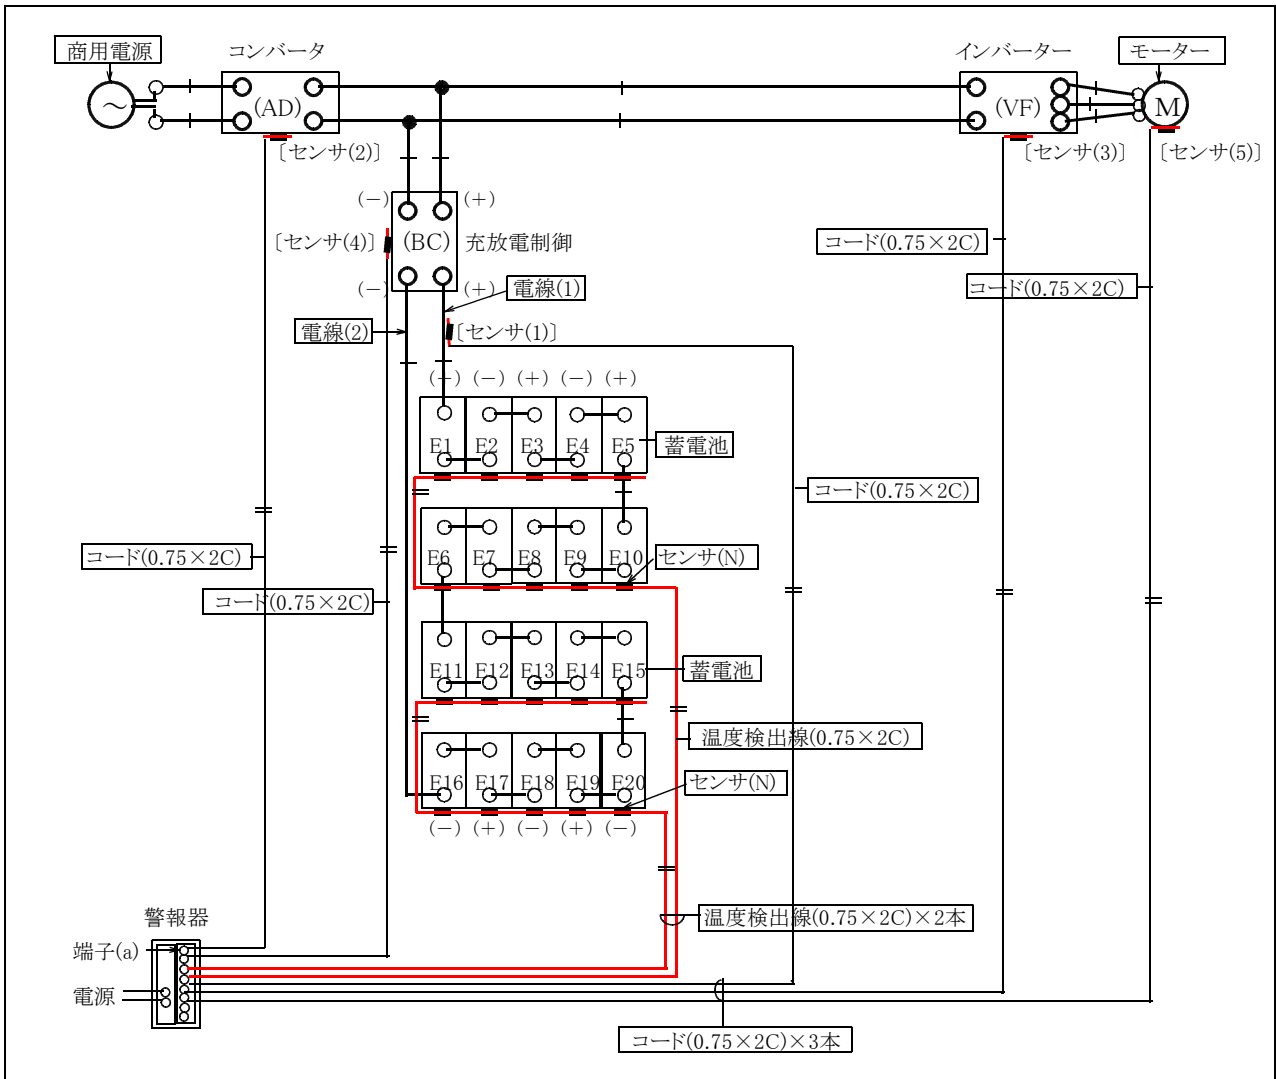 商用電源
コンバータ
インバーター
モーター
～
(AD)
(VF)
M
〔センサ(2)〕
〔センサ(3)〕
〔センサ(5)〕
(－)
(＋)
〔センサ(4)〕
(BC)
充放電制御
コード(0.75×2C)
(－)
(＋)
電線(1)
コード(0.75×2C)
電線(2)
〔センサ(1)〕
(＋) (－) (＋) (－) (＋)
E1 E2 E3 E4 E5
蓄電池
コード(0.75×2C)
コード(0.75×2C)
E6 E7 E8 E9 E10
センサ(N)
コード(0.75×2C)
E11 E12 E13 E14 E15
蓄電池
温度検出線(0.75×2C)
E16 E17 E18 E19 E20
センサ(N)
(－) (＋) (－) (＋) (－)
警報器
温度検出線(0.75×2C)×2本
端子(a)
電源
コード(0.75×2C)×3本